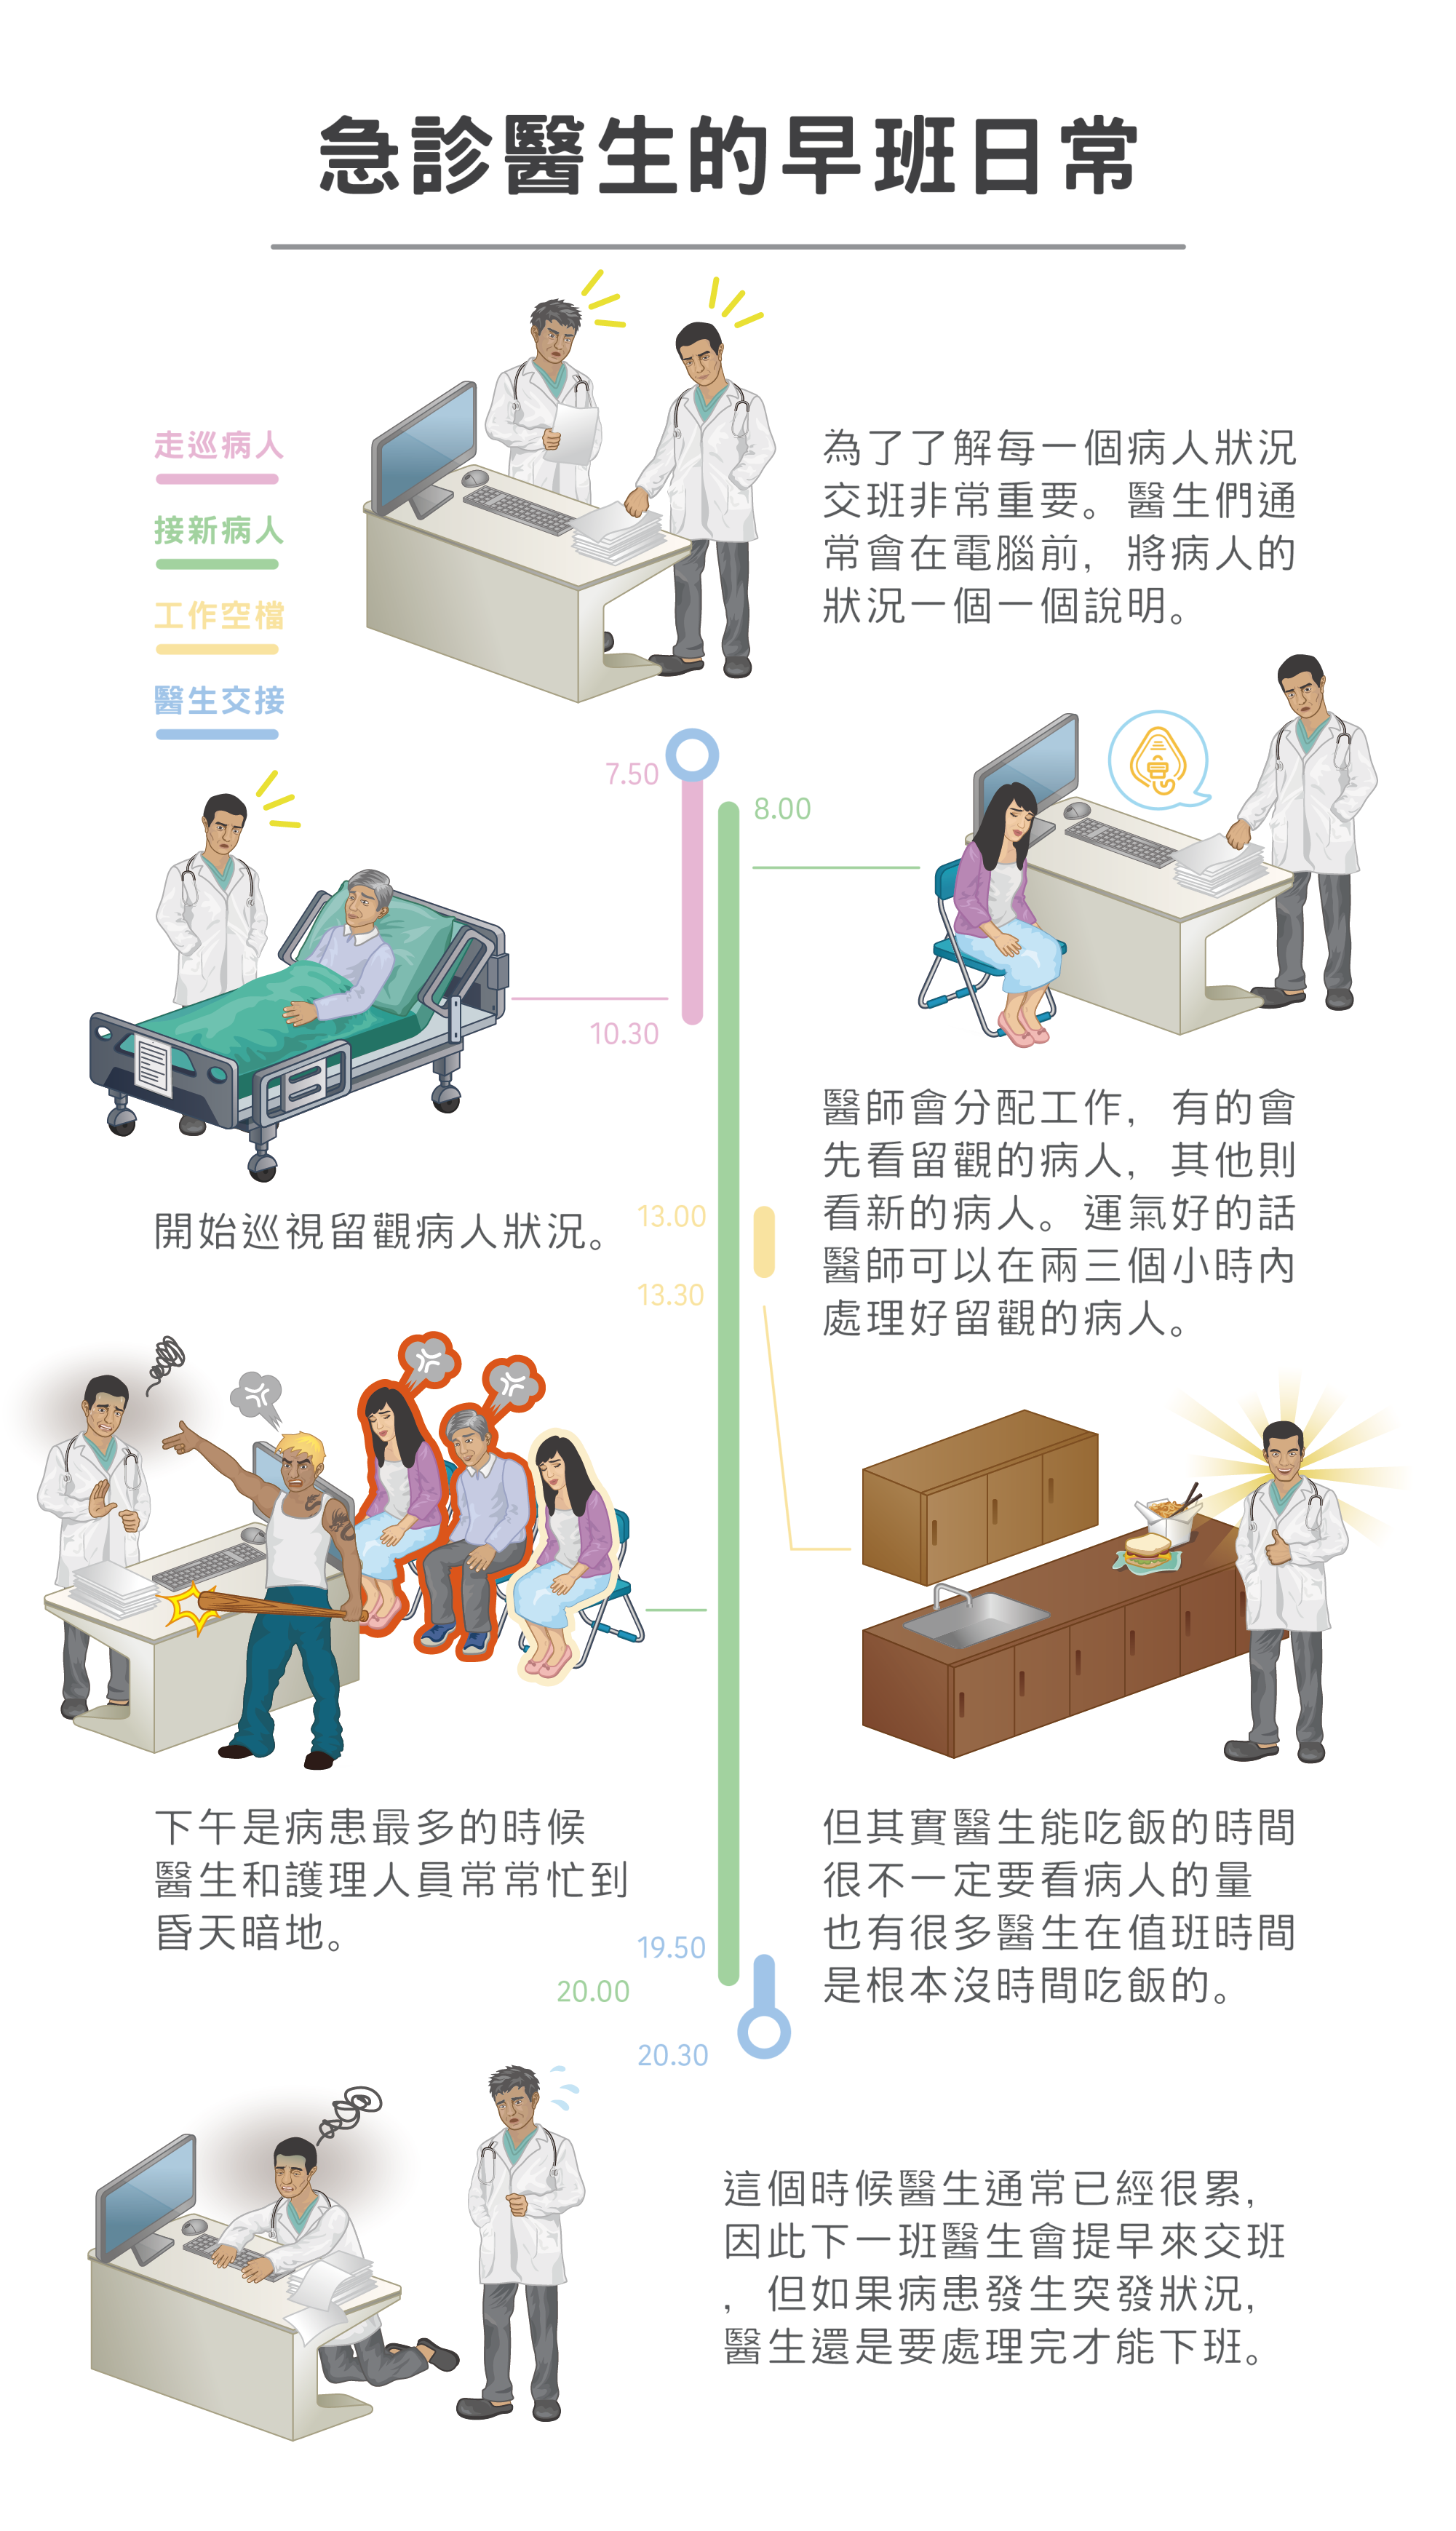 急診醫生的早班日常
走巡病人
接新病人
工作空檔
醫生交接
為了了解每一個病人狀況
交班非常重要。醫生們通
常會在電腦前，將病人的
狀況一個一個說明。
7.50
8.00
10.30
開始巡視留觀病人狀況。
醫師會分配工作，有的會
先看留觀的病人，其他則
看新的病人。運氣好的話
醫師可以在兩三個小時內
處理好留觀的病人。
13.00
13.30
下午是病患最多的時候
醫生和護理人員常常忙到
昏天暗地。
但其實醫生能吃飯的時間
很不一定要看病人的量
也有很多醫生在值班時間
是根本沒時間吃飯的。
19.50
20.00
20.30
這個時候醫生通常已經很累，
因此下一班醫生會提早來交班
，但如果病患發生突發狀況，
醫生還是要處理完才能下班。